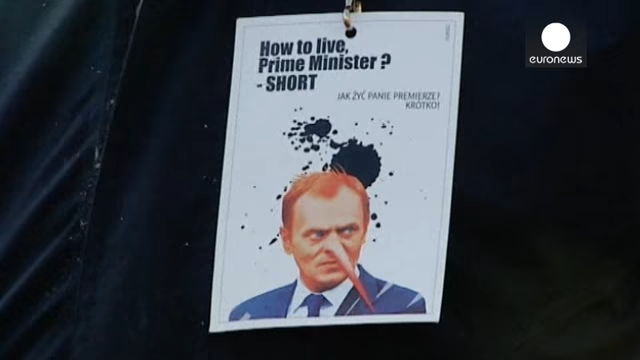 How to live,
Prime Minister ?
- SHORT
JAK ŻYĆ PANIE PREMIERZE?
KRÓTKO!
euronews